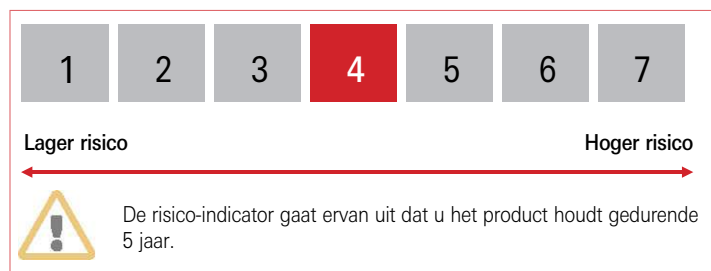 1 2 3 4 5 6 7
Lager risico Hoger risico
De risico-indicator gaat ervan uit dat u het product houdt gedurende
5 jaar.